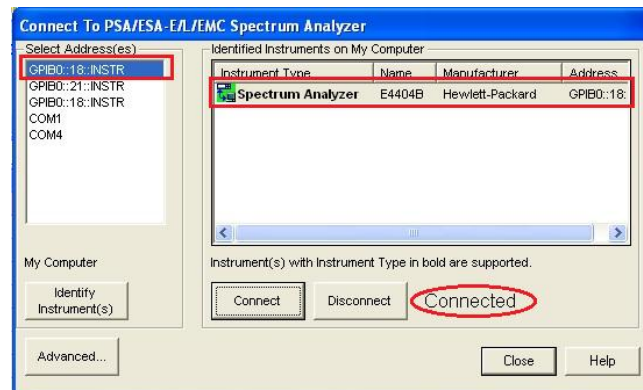 Connect To PSA/ESA-E/L/EMC Spectrum Analyzer
Select Address(es)
GPIB0::18::INSTR
GPIB0::21::INSTR
GPIB0::18::INSTR
COM1
COM4
My Computer
Identify
Instrument(s)
Advanced...
Identified Instruments on My Computer
Instrument Type Name Manufacturer Address
Spectrum Analyzer E4404B Hewlett-Packard GPIB0::18:
Instrument(s) with Instrument Type in bold are supported.
Connect Disconnect Connected
Close Help